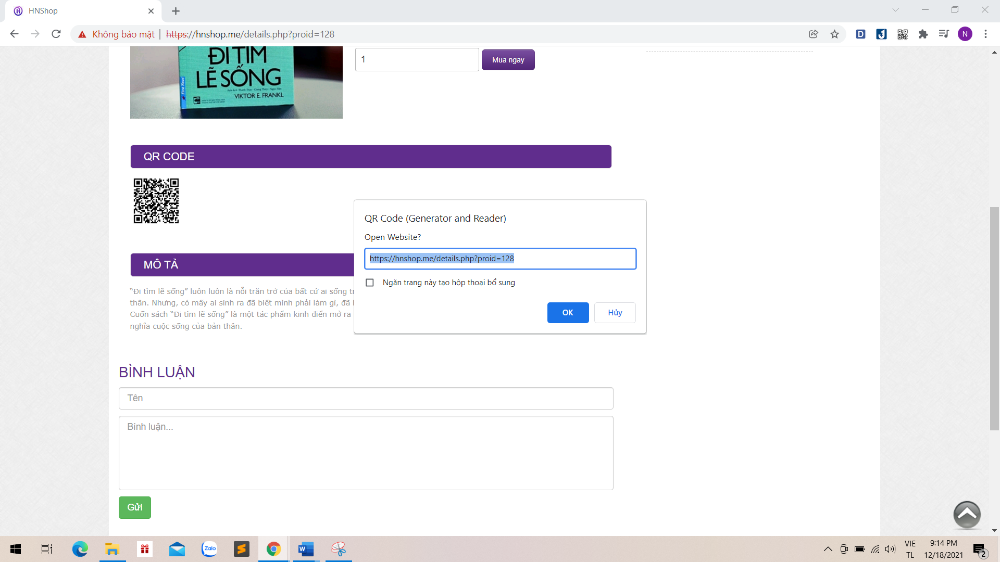 HNShop
Không bảo mật | https://hnshop.me/details.php?proid=128
N
ĐI TÌM
LẼ SỐNG
VIKTOR E. FRANKL
First News
1
Mua ngay
QR CODE
QR Code (Generator and Reader)
Open Website?
https://hnshop.me/details.php?proid=128
Ngăn trang này tạo hộp thoại bổ sung
OK
Hủy
MÔ TẢ
“Đi tìm lẽ sống” luôn luôn là nỗi trăn trở của bất cứ ai sống tr
thân. Nhưng, có mấy ai sinh ra đã biết mình phải làm gì, đã
Cuốn sách “Đi tìm lẽ sống” là một tác phẩm kinh điển mở ra
nghĩa cuộc sống của bản thân.
BÌNH LUẬN
Tên
Bình luận...
Gửi
Zalo
VIE
TL
9:14 PM
12/18/2021
2